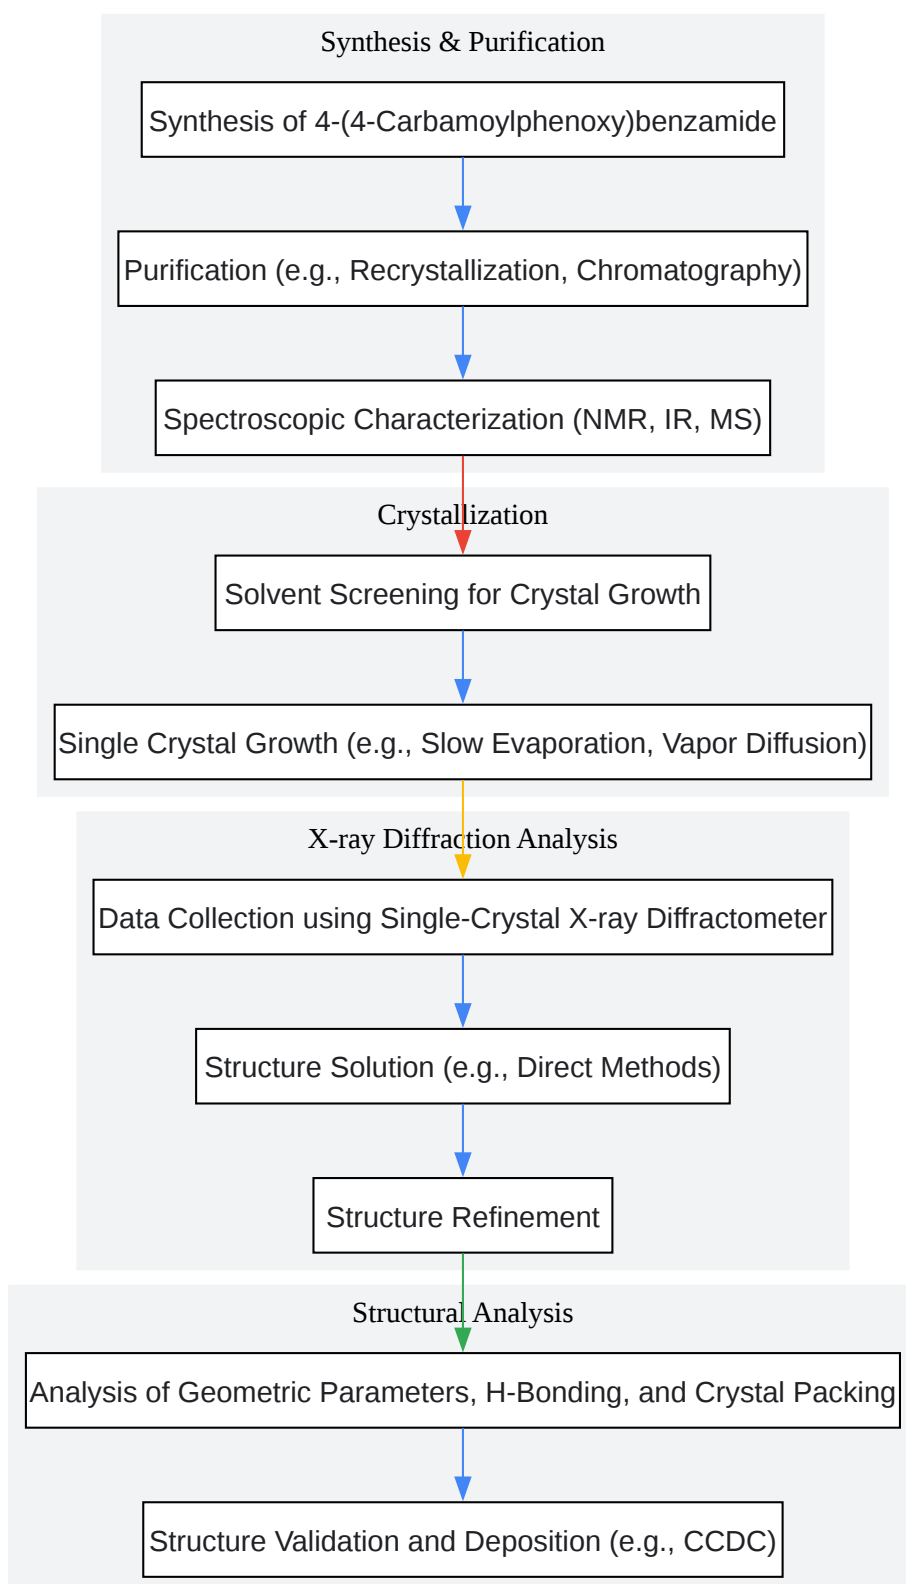 Synthesis & Purification
Synthesis of 4-(4-Carbamoylphenoxy)benzamide
Purification (e.g., Recrystallization, Chromatography)
Spectroscopic Characterization (NMR, IR, MS)
Crystallization
Solvent Screening for Crystal Growth
Single Crystal Growth (e.g., Slow Evaporation, Vapor Diffusion)
X-ray Diffraction Analysis
Data Collection using Single-Crystal X-ray Diffractometer
Structure Solution (e.g., Direct Methods)
Structure Refinement
Structural Analysis
Analysis of Geometric Parameters, H-Bonding, and Crystal Packing
Structure Validation and Deposition (e.g., CCDC)